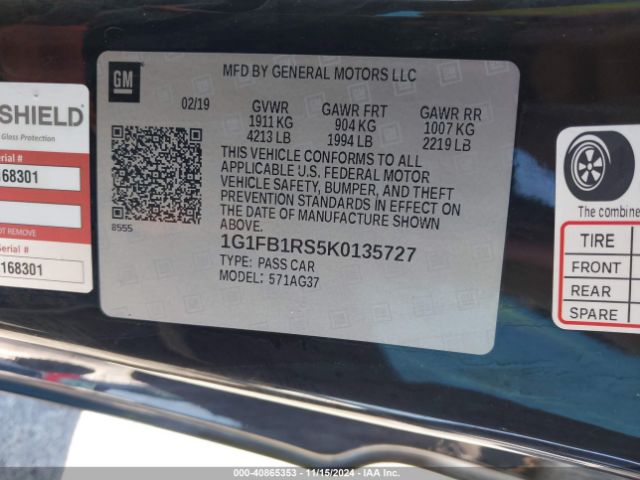 GM
MFD BY GENERAL MOTORS LLC
02/19 GVWR GAWR FRT GAWR RR
1911 KG 904 KG 1007 KG
4213 LB 1994 LB 2219 LB
THIS VEHICLE CONFORMS TO ALL
APPLICABLE U.S. FEDERAL MOTOR
VEHICLE SAFETY, BUMPER, AND THEFT
PREVENTION STANDARDS IN EFFECT ON
THE DATE OF MANUFACTURE SHOWN
ABOVE.
8555
1G1FB1RS5K0135727
TYPE: PASS CAR
MODEL: 571AG37
SHIELD
Glass Protection
Serial #
168301
NOT REMOVE
Serial #
168301
The combine
TIRE
FRONT
REAR
SPARE
000-40865353 — 11/15/2024 — IAA Inc.